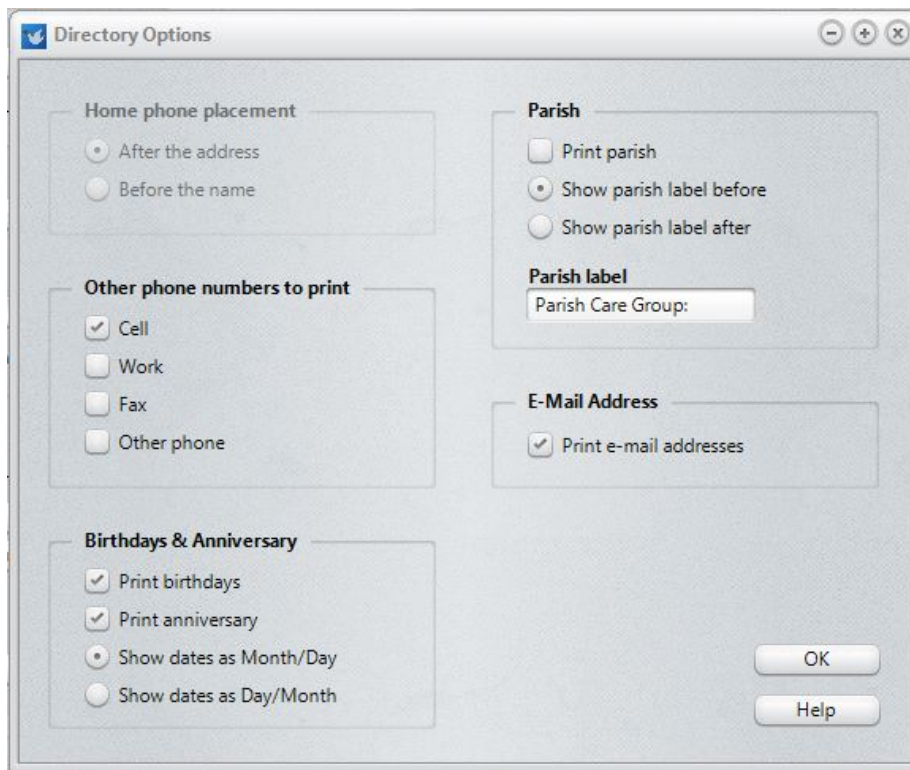 Directory Options
Home phone placement
After the address
Before the name
Other phone numbers to print
Cell
Work
Fax
Other phone
Birthdays & Anniversary
Print birthdays
Print anniversary
Show dates as Month/Day
Show dates as Day/Month
Parish
Print parish
Show parish label before
Show parish label after
Parish label
Parish Care Group:
E-Mail Address
Print e-mail addresses
OK
Help